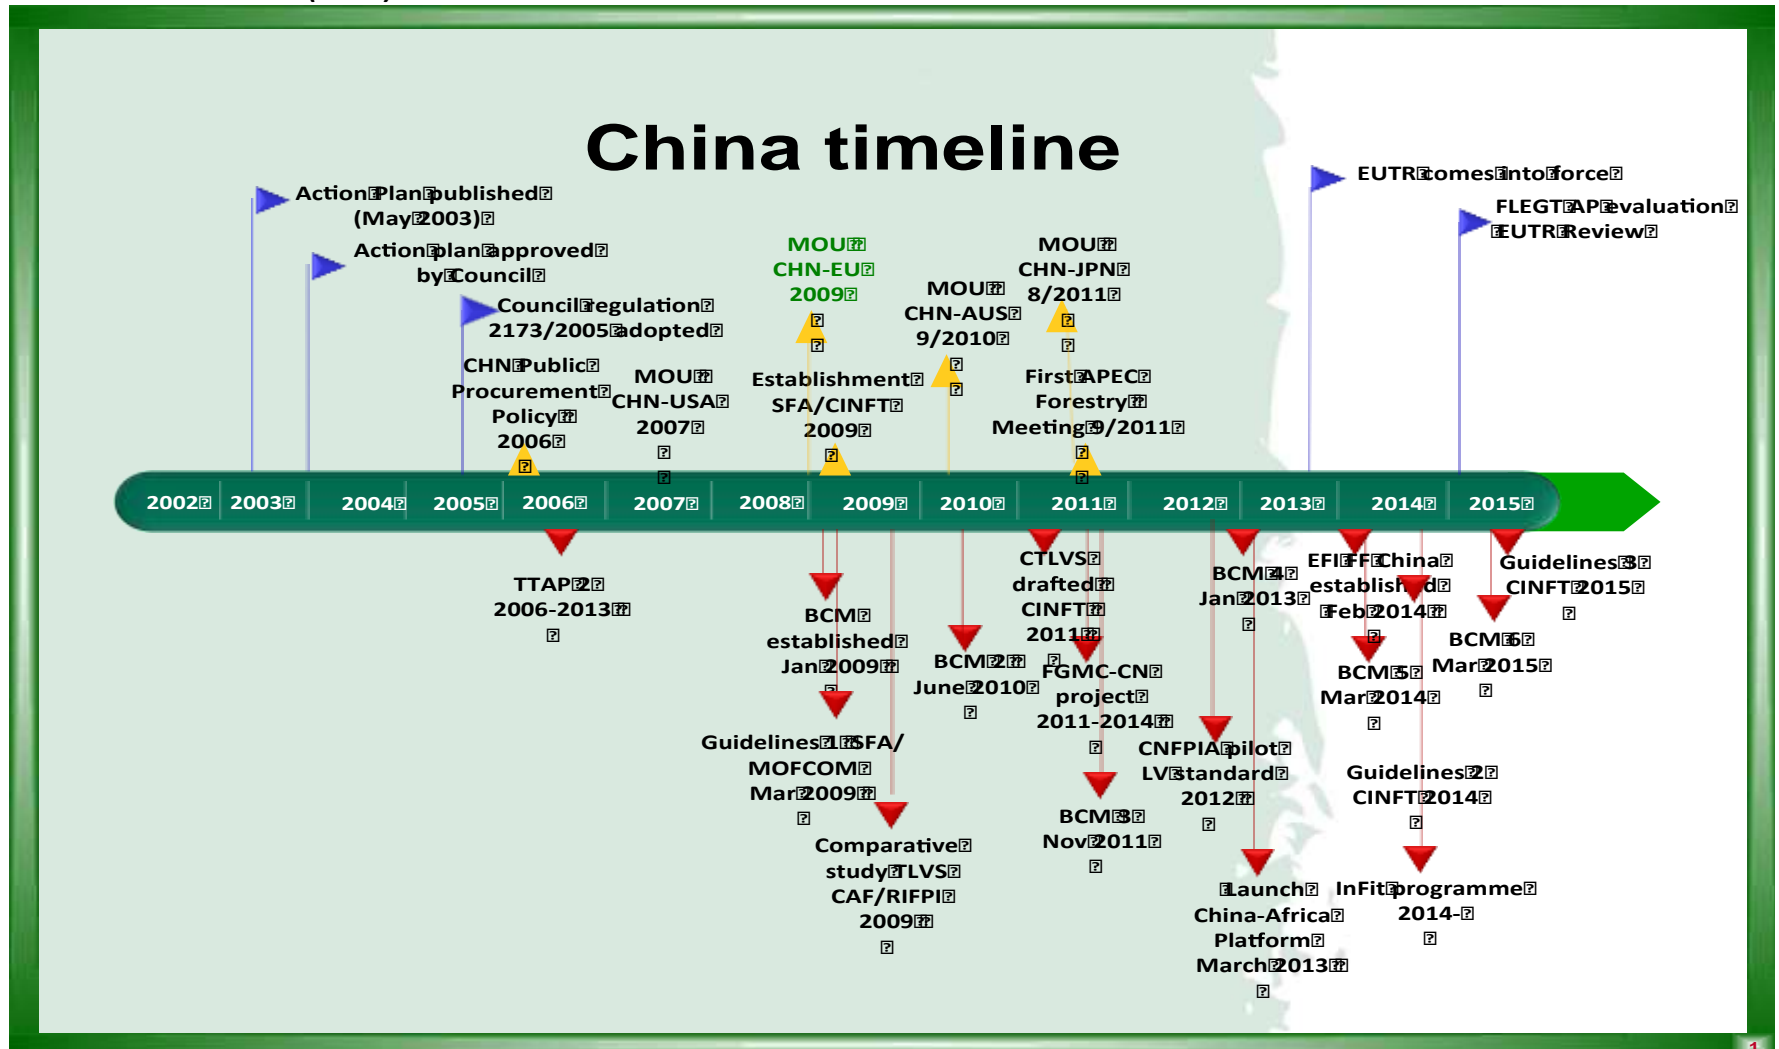 China timeline
Action Plan published
(May 2003)
Action plan approved
by Council
Council regulation
2173/2005 adopted
CHN Public
Procurement
Policy
2006
MOU
CHN-USA
2007
MOU
CHN-EU
2009
Establishment
SFA/CINFT
2009
MOU
CHN-AUS
9/2010
MOU
CHN-JPN
8/2011
First APEC
Forestry
Meeting 9/2011
EUTR comes into force
FLEGT AP evaluation
EUTR Review
2002 2003 2004 2005 2006 2007 2008 2009 2010 2011 2012 2013 2014 2015
TTAP 2
2006-2013
BCM
established
Jan 2009
Guidelines 1 SFA/
MOFCOM
Mar 2009
Comparative
study TLVS
CAF/RIFPI
2009
BCM 2
June 2010
CTLVS
drafted
CINFT
2011
FGMC-CN
project
2011-2014
BCM 3
Nov 2011
CNFPIA pilot
LV standard
2012
BCM 4
Jan 2013
Launch
China-Africa
Platform
March 2013
EFI FF China
established
Feb 2014
BCM 5
Mar 2014
Guidelines 2
CINFT 2014
InFit programme
2014-
BCM 6
Mar 2015
Guidelines 3
CINFT 2015
1